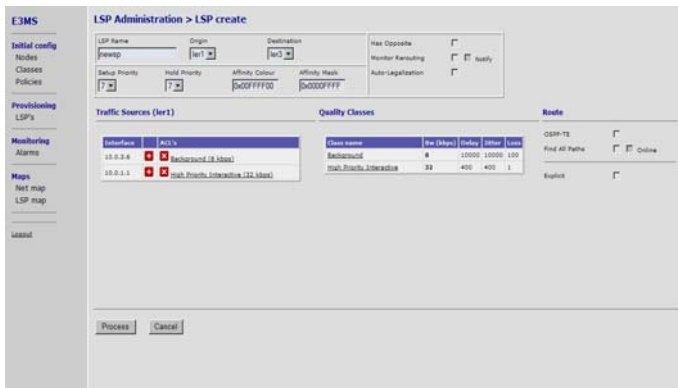 E3MS
LSP Administration > LSP create
Initial config
Nodes
Classes
Policies
Provisioning
LSP's
Monitoring
Alarms
Maps
Net map
LSP map
Logout
LSP Name Origin Destination
newsp ler1 ler3
Setup Priority Hold Priority Affinity Colour Affinity Mask
7 7 0x00FFFF00 0x0000FFFF
Has Opposite
Monitor Rerouting Notify
Auto-Legalization
Traffic Sources (ler1)
Interface ACL's
10.0.3.6 Background (8 kbps)
10.0.1.1 High Priority Interactive (32 kbps)
Quality Classes
Class name Bw (kbps) Delay Jitter Loss
Background 8 10000 10000 100
High Priority Interactive 32 400 400 1
Route
OSPF-TE
Find All Paths Online
Explicit
Process Cancel